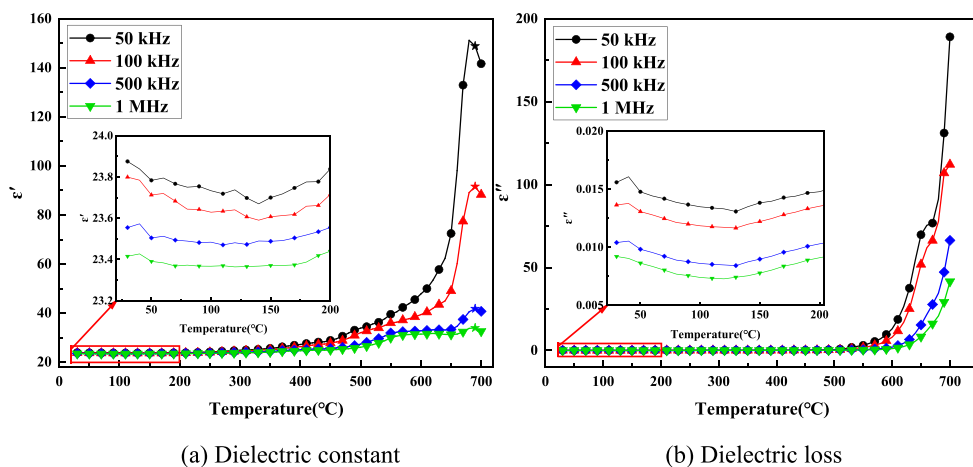 160
140
120
100
80
60
40
20
ε'
50 kHz
100 kHz
500 kHz
1 MHz
24.0
23.8
23.6
23.4
23.2
ε'
50
100
150
200
Temperature(℃)
0
100
200
300
400
500
600
700
Temperature(℃)
(a) Dielectric constant
200
150
100
50
0
ε"
50 kHz
100 kHz
500 kHz
1 MHz
0.020
0.015
0.010
0.005
ε"
50
100
150
200
Temperature(℃)
0
100
200
300
400
500
600
700
Temperature(℃)
(b) Dielectric loss